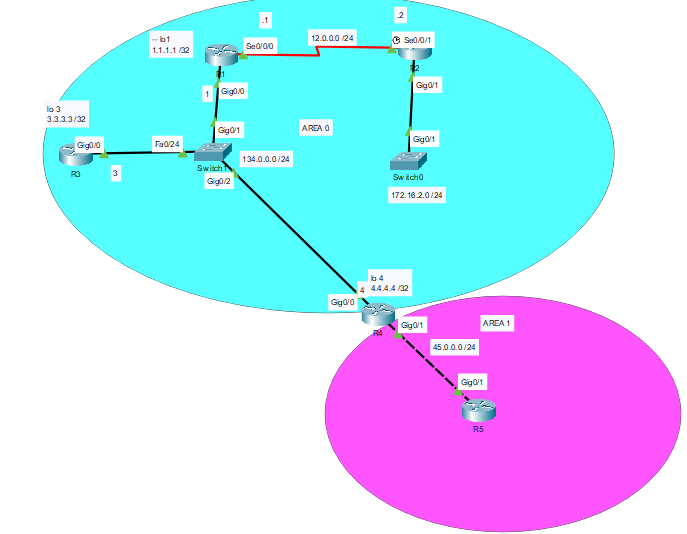 .1
.2
-- lo1
1.1.1.1 /32
Se0/0/0
12.0.0.0 /24
Se0/0/1
R1
R2
1
Gig0/0
Gig0/1
lo 3
3.3.3.3 /32
Gig0/1
AREA 0
Gig0/1
Gig0/0
Fa0/24
134.0.0.0 /24
R3
3
Switch1
Gig0/2
Switch0
172.16.2.0 /24
lo 4
4.4.4.4 /32
4
Gig0/0
R4
Gig0/1
AREA 1
45.0.0.0 /24
Gig0/1
R5